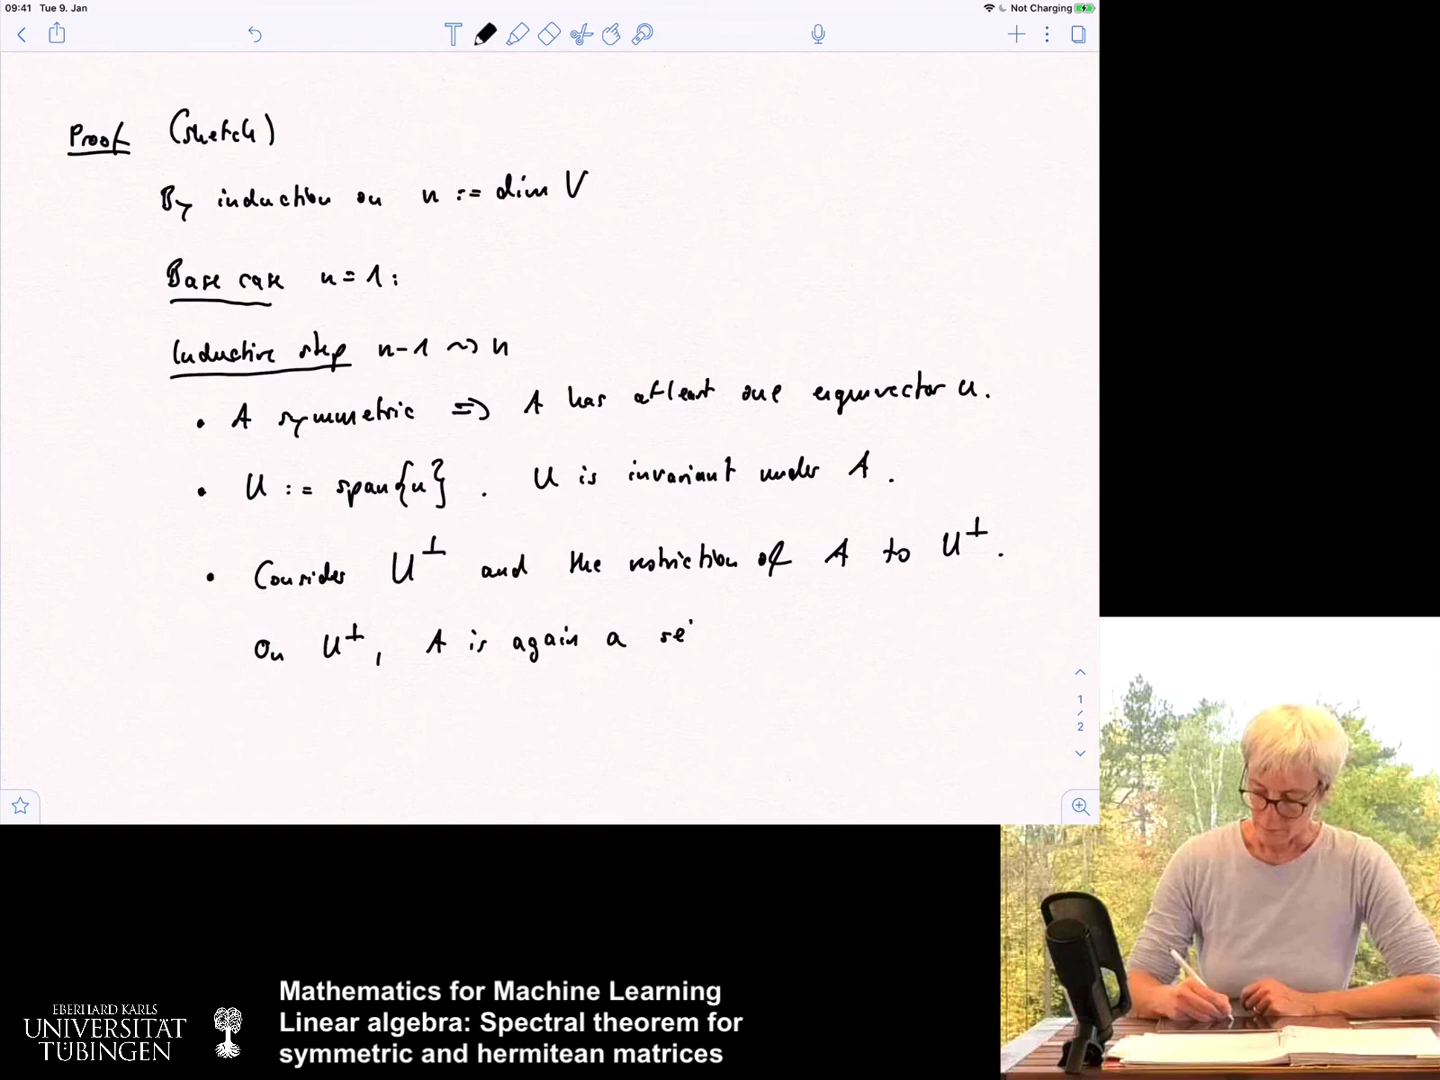 09:41 Tue 9. Jan
Not Charging
Proof (sketch)
By induction on n := dim V
Base case n = 1:
Inductive step n-1 ⇝ n
• A symmetric ⇒ A has atleast one eigenvector u.
• U := span{u}. U is invariant under A.
• Consider U⊥ and the restriction of A to U⊥.
On U⊥, A is again a se
1
/
2
EBERHARD KARLS
UNIVERSITÄT
TÜBINGEN
Mathematics for Machine Learning
Linear algebra: Spectral theorem for
symmetric and hermitean matrices